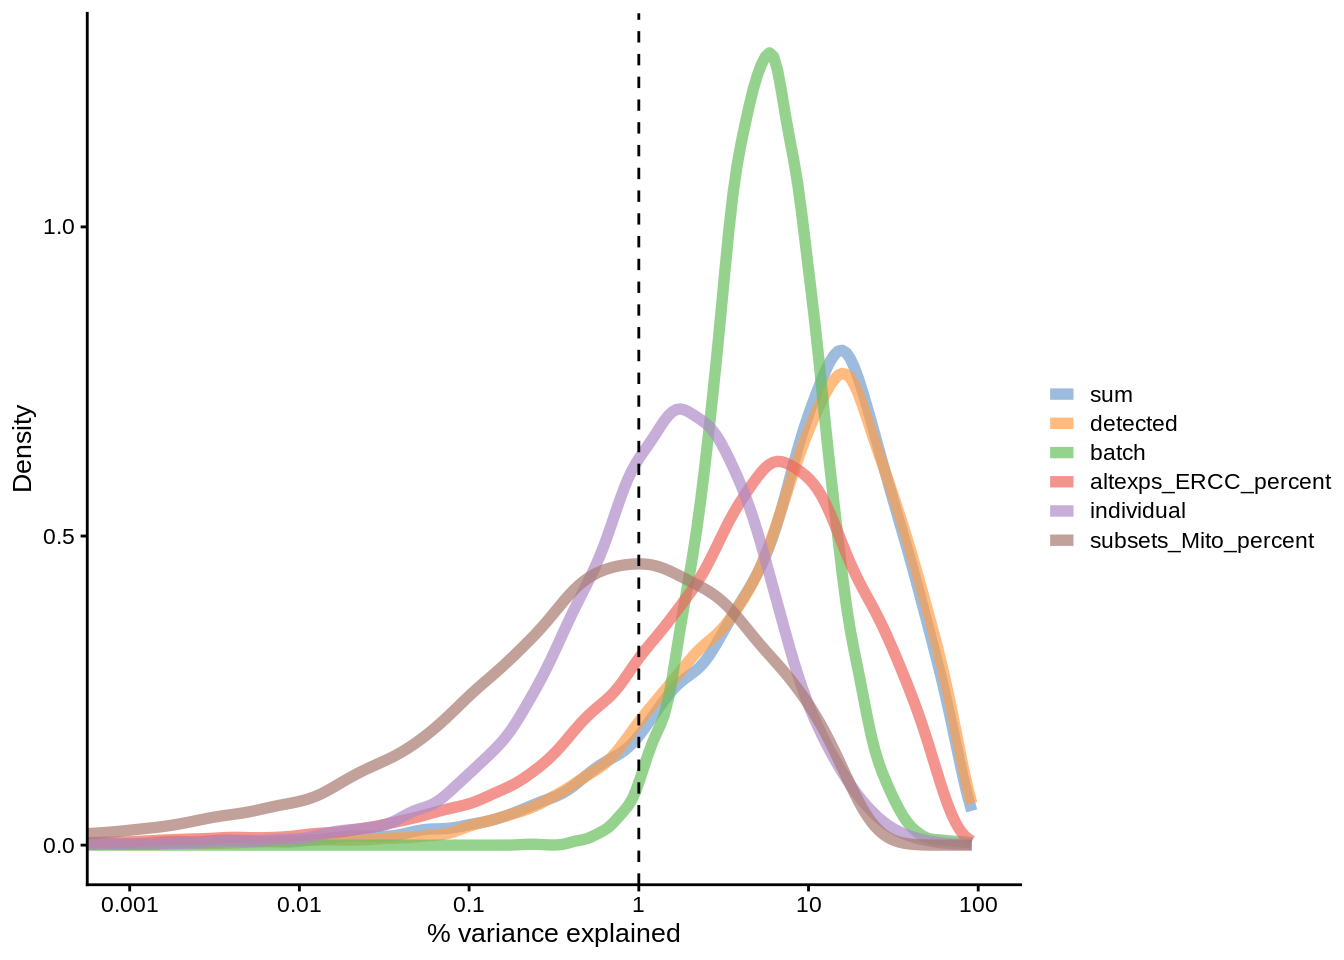 Density
1.0
0.5
0.0
0.001 0.01 0.1 1 10 100
% variance explained
sum
detected
batch
altexps_ERCC_percent
individual
subsets_Mito_percent